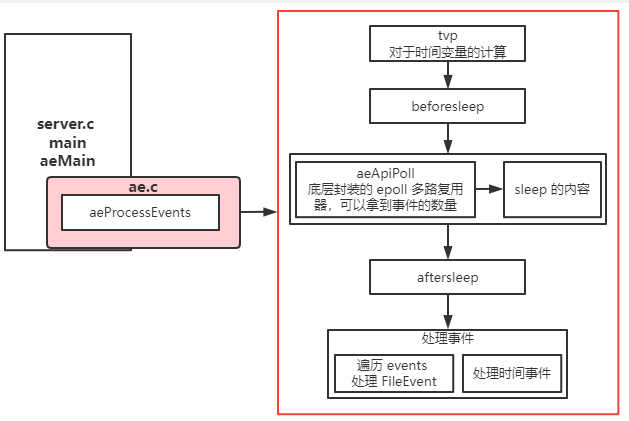 server.c
main
aeMain
ae.c
aeProcessEvents
tvp
对于时间变量的计算
beforesleep
aeApiPoll
底层封装的 epoll 多路复用
器，可以拿到事件的数量
sleep 的内容
aftersleep
处理事件
遍历 events
处理 FileEvent
处理时间事件